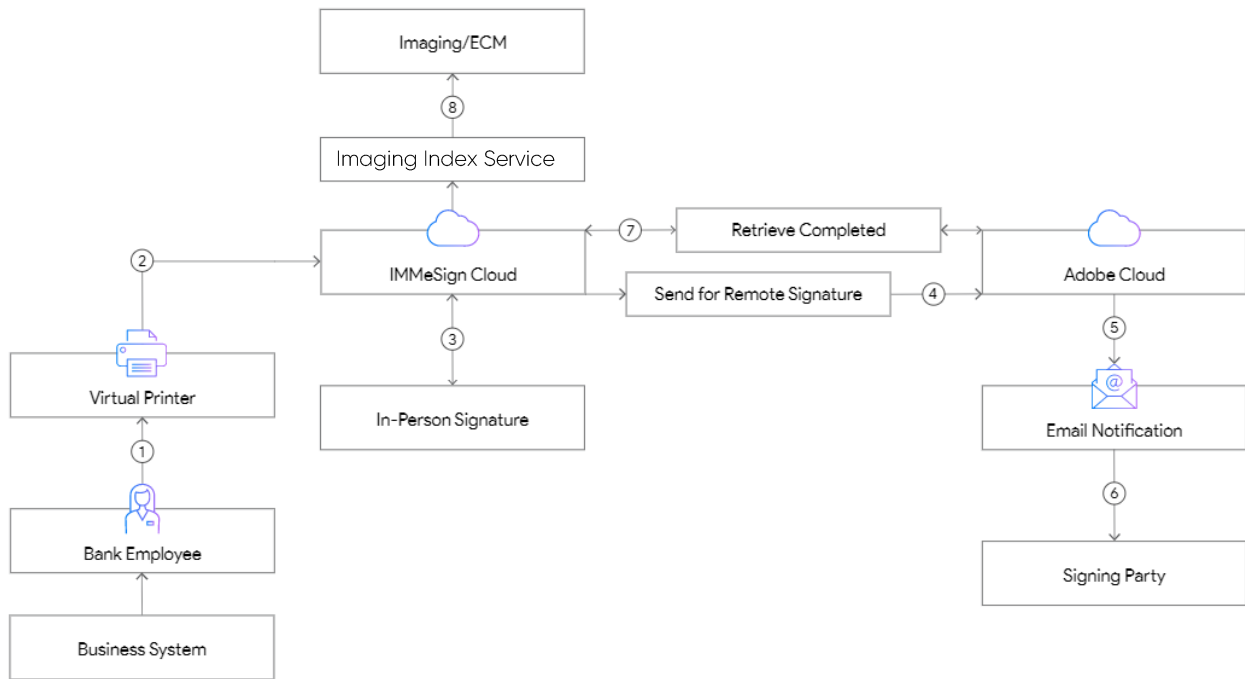 Imaging/ECM
8
Imaging Index Service
7
Retrieve Completed
2
IMMeSign Cloud
Adobe Cloud
Send for Remote Signature
4
5
3
@
Virtual Printer
In-Person Signature
Email Notification
1
6
Bank Employee
Signing Party
Business System